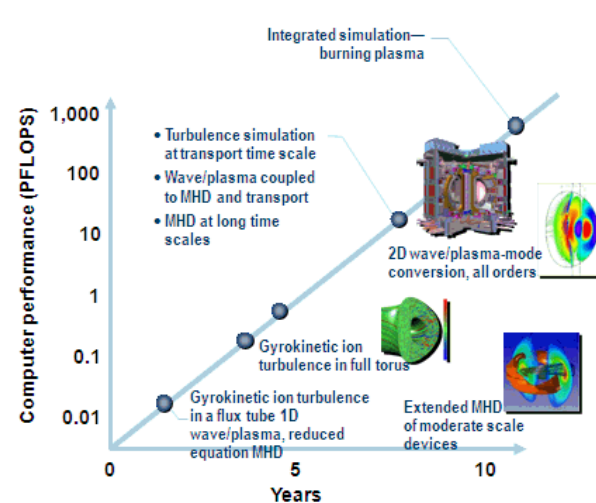 Integrated simulation—
burning plasma
Computer performance (PFLOPS)
1,000
100
10
1
0.1
0.01
• Turbulence simulation
at transport time scale
• Wave/plasma coupled
to MHD and transport
• MHD at long time
scales
2D wave/plasma-mode
conversion, all orders
Gyrokinetic ion
turbulence in full torus
Gyrokinetic ion turbulence
in a flux tube 1D
wave/plasma, reduced
equation MHD
Extended MHD
of moderate scale
devices
0
5
10
Years